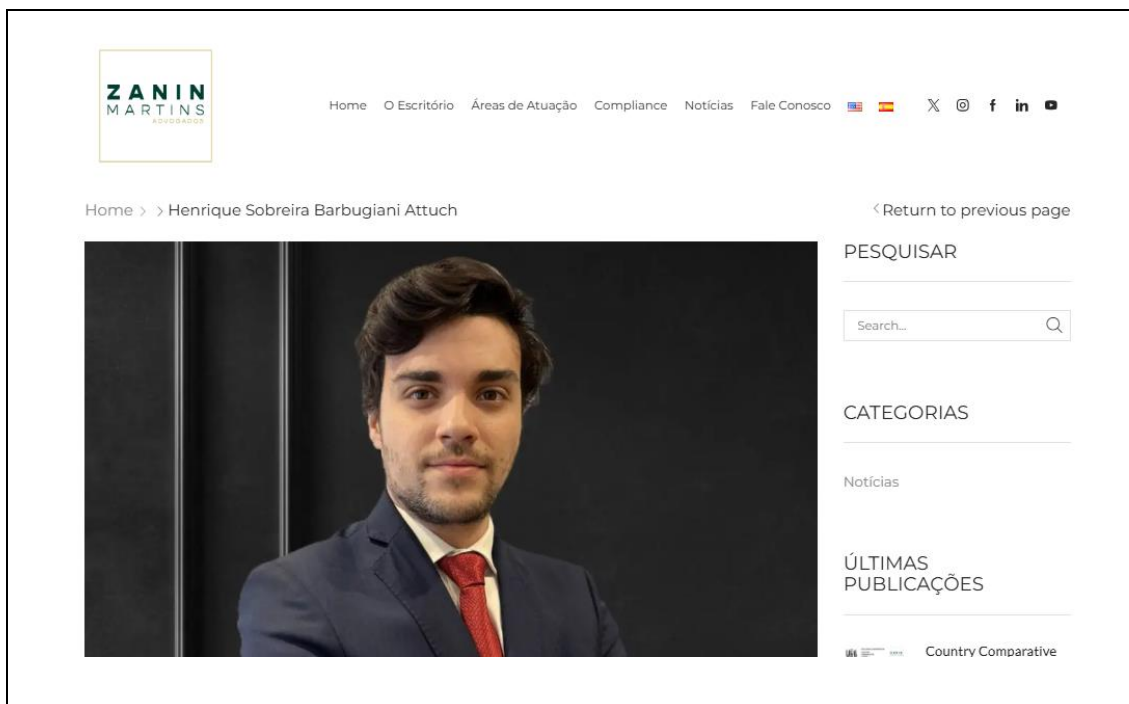 ZANIN
MARTINS
ADVOGADOS
Home O Escritório Áreas de Atuação Compliance Notícias Fale Conosco
Home > > Henrique Sobreira Barbugiani Attuch
Return to previous page
PESQUISAR
Search...
CATEGORIAS
Notícias
ÚLTIMAS
PUBLICAÇÕES
Country Comparative